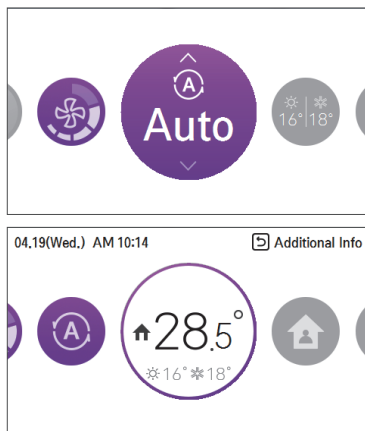 A
Auto
16° 18°
04.19(Wed.) AM 10:14 Additional Info
A
28.5°
16° 18°